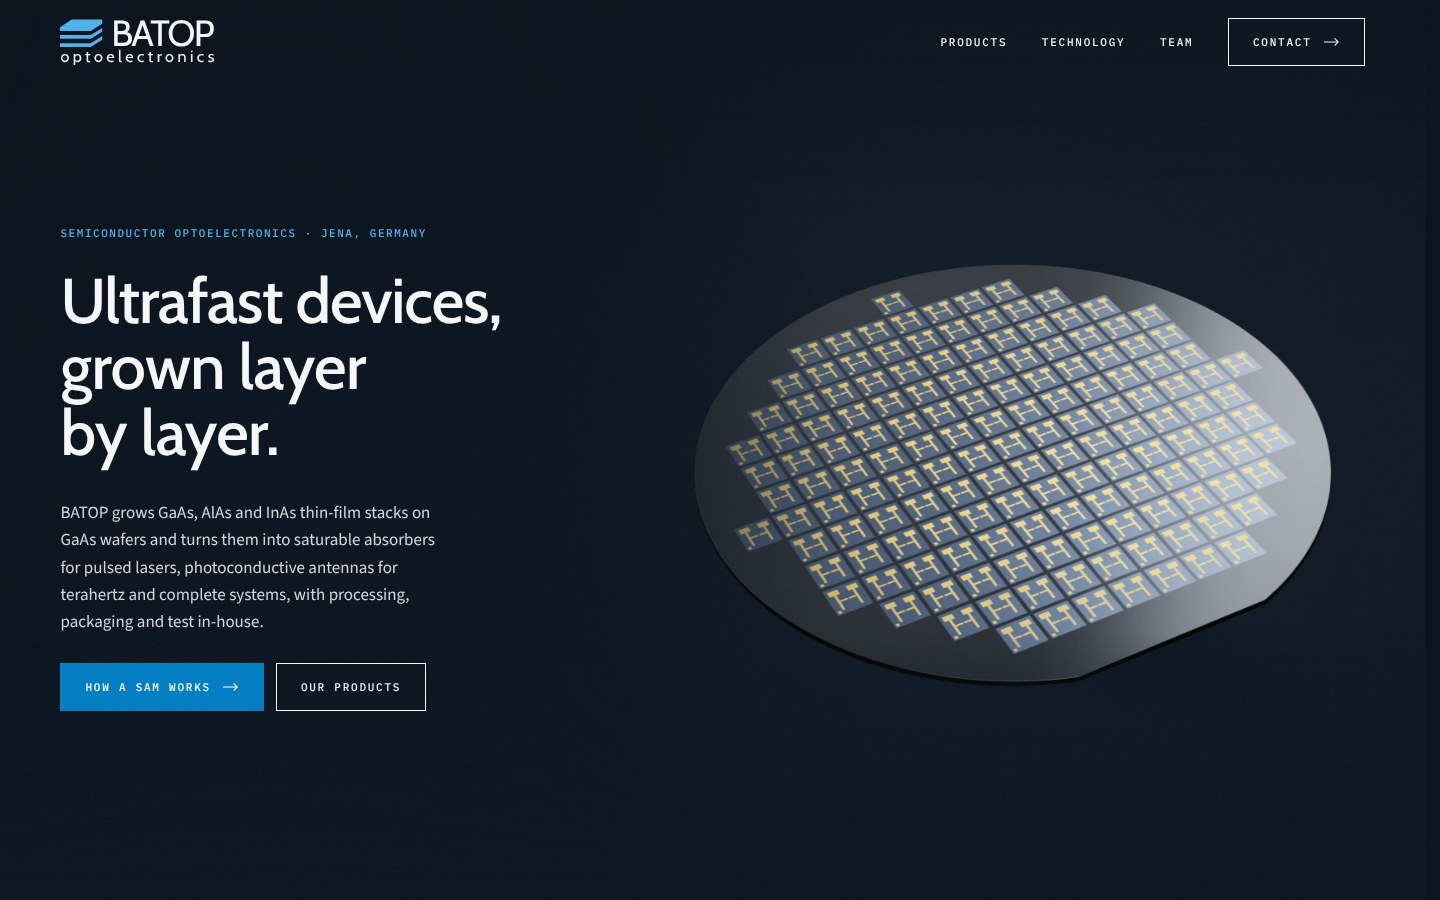 BATOP
optoelectronics
PRODUCTS
TECHNOLOGY
TEAM
CONTACT
SEMICONDUCTOR OPTOELECTRONICS · JENA, GERMANY
Ultrafast devices,
grown layer
by layer.
BATOP grows GaAs, AlAs and InAs thin-film stacks on
GaAs wafers and turns them into saturable absorbers
for pulsed lasers, photoconductive antennas for
terahertz and complete systems, with processing,
packaging and test in-house.
HOW A SAM WORKS
OUR PRODUCTS